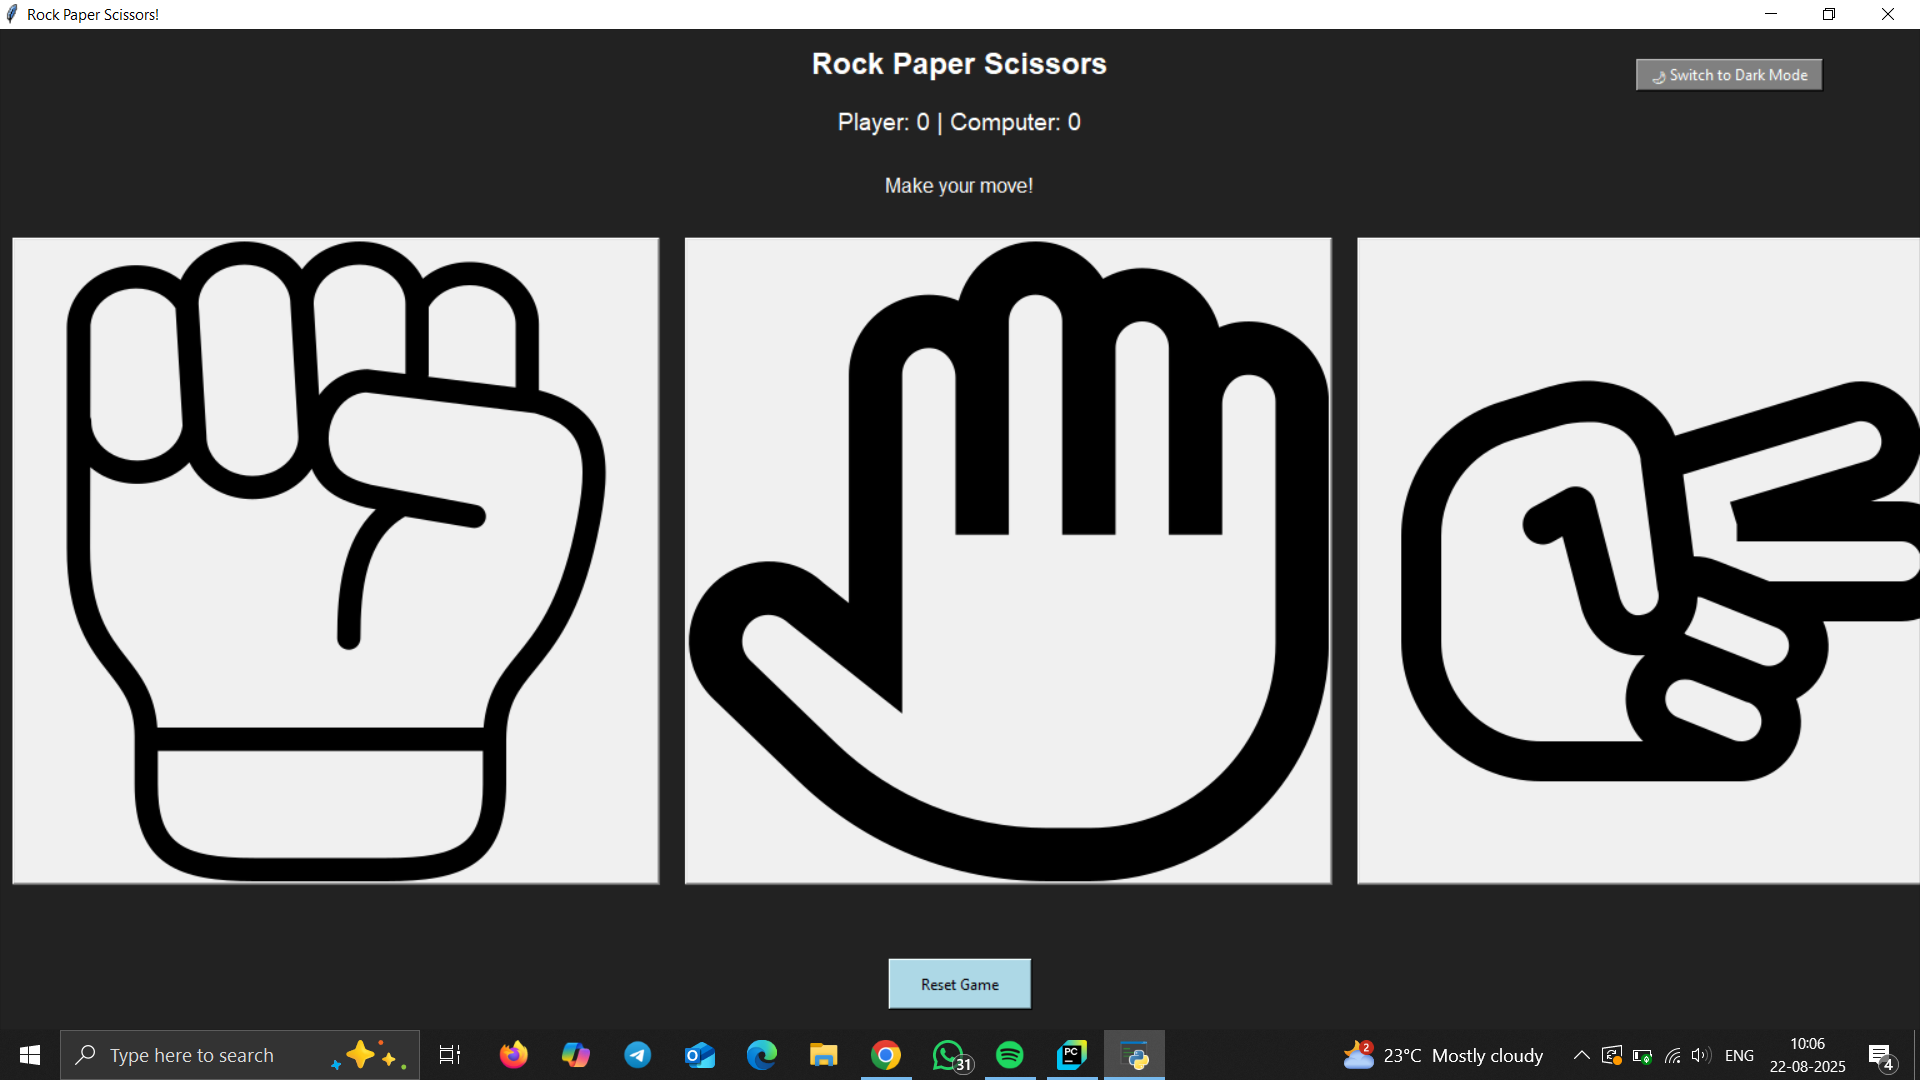 Rock Paper Scissors!
Rock Paper Scissors
🌙 Switch to Dark Mode
Player: 0 | Computer: 0
Make your move!
Reset Game
Type here to search
31
PC
2
23°C Mostly cloudy
ENG
10:06
22-08-2025
4